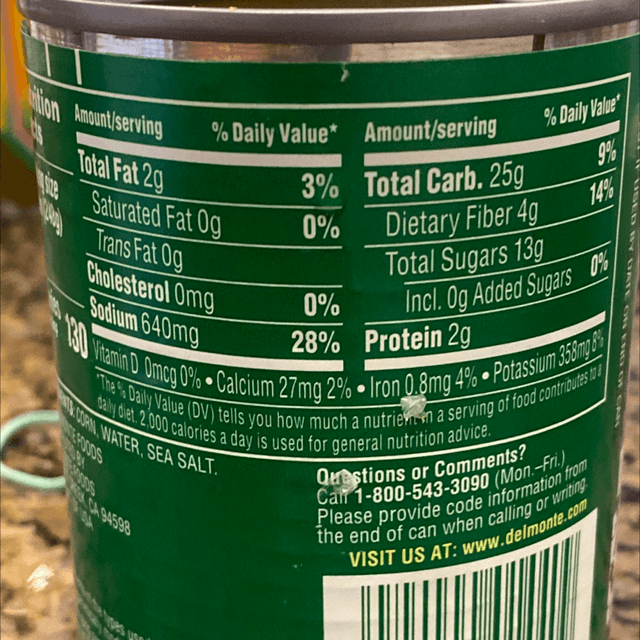 Amount/serving % Daily Value* Amount/serving % Daily Value*
Total Fat 2g 3% Total Carb. 25g 9%
Saturated Fat 0g 0% Dietary Fiber 4g 14%
Trans Fat 0g Total Sugars 13g
Cholesterol 0mg 0% Incl. 0g Added Sugars 0%
Sodium 640mg 28% Protein 2g
130
Vitamin D 0mcg 0% • Calcium 27mg 2% • Iron 0.8mg 4% • Potassium 358mg 8%
*The % Daily Value (DV) tells you how much a nutrient in a serving of food contributes to a
daily diet. 2,000 calories a day is used for general nutrition advice.
CORN, WATER, SEA SALT.
FOODS
CA 94598
Questions or Comments?
Call 1-800-543-3090 (Mon.–Fri.)
Please provide code information from
the end of can when calling or writing.
VISIT US AT: www.delmonte.com